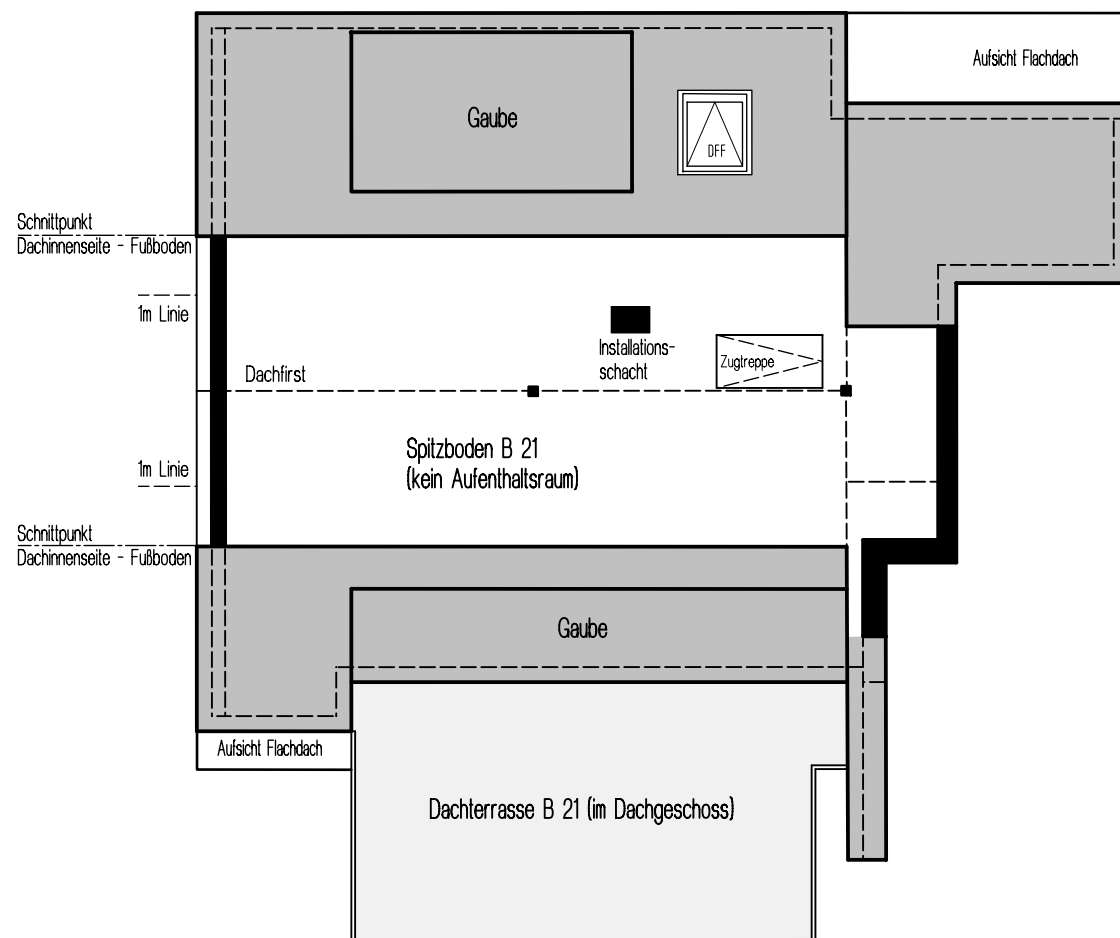 Aufsicht Flachdach
Gaube
DFF
Schnittpunkt
Dachinnenseite - Fußboden
1m Linie
Installations-
schacht
Zugtreppe
Dachfirst
Spitzboden B 21
(kein Aufenthaltsraum)
1m Linie
Schnittpunkt
Dachinnenseite - Fußboden
Gaube
Aufsicht Flachdach
Dachterrasse B 21 (im Dachgeschoss)